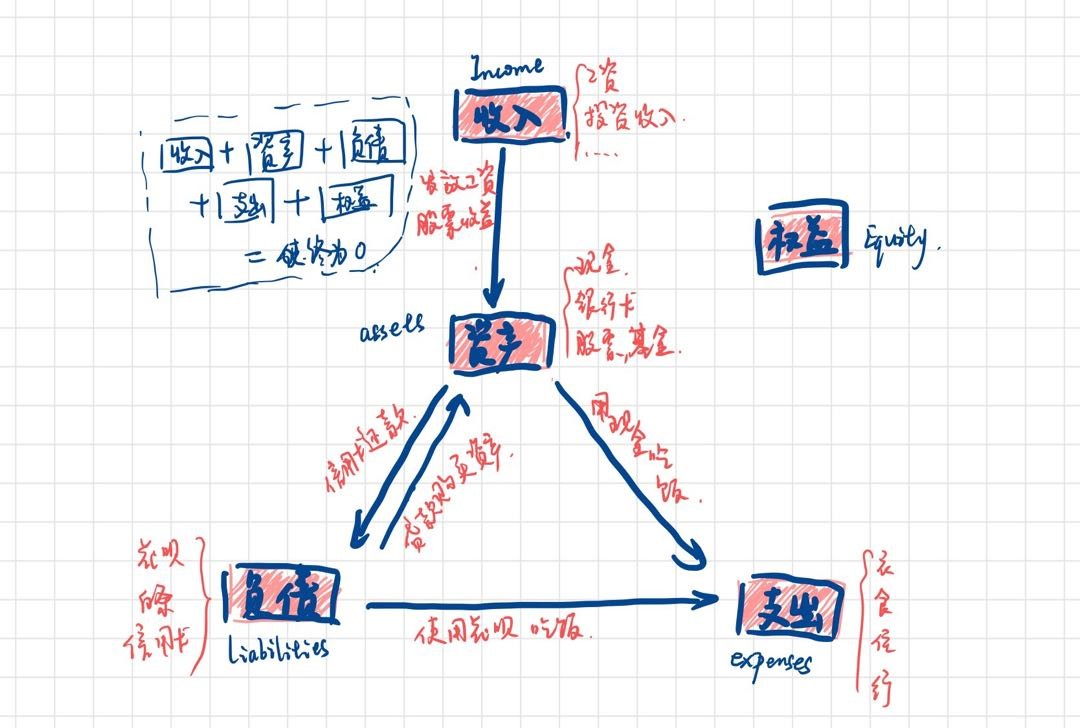 Income
收入
工资
投资收入.
.....
收入 + 资产 + 负债
+ 支出 + 权益
= 使终为0.
发放工资
股票收益
权益
Equity.
assets
资产
现金.
银行卡
股票,基金.
信用卡还款.
贷款购买资产.
用现金吃
饭.
花呗
白条
信用卡
负债
liabilities
使用花呗 吃饭.
支出
expenses
衣
食
住
行